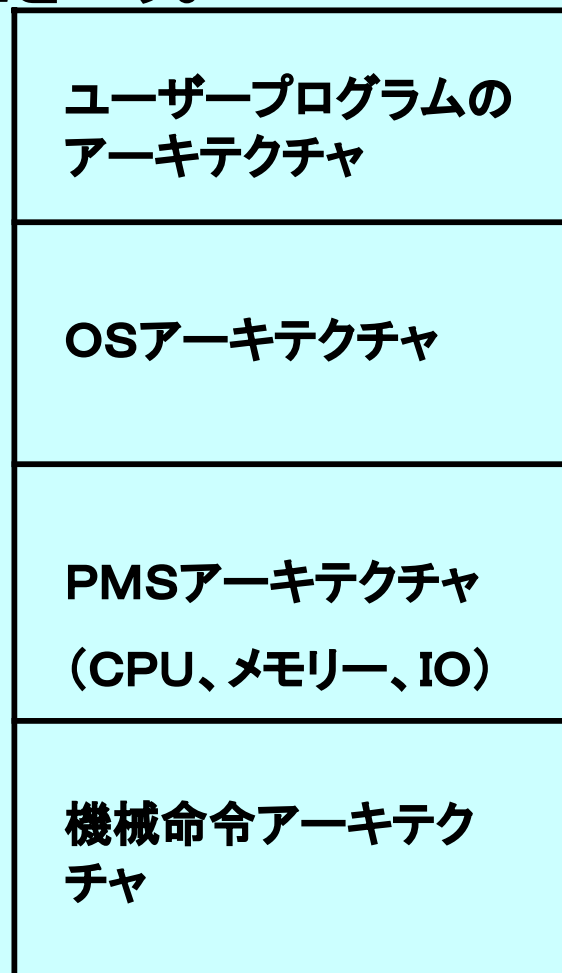 ユーザープログラムの
アーキテクチャ
OSアーキテクチャ
PMSアーキテクチャ
（CPU、メモリー、IO）
機械命令アーキテク
チャ